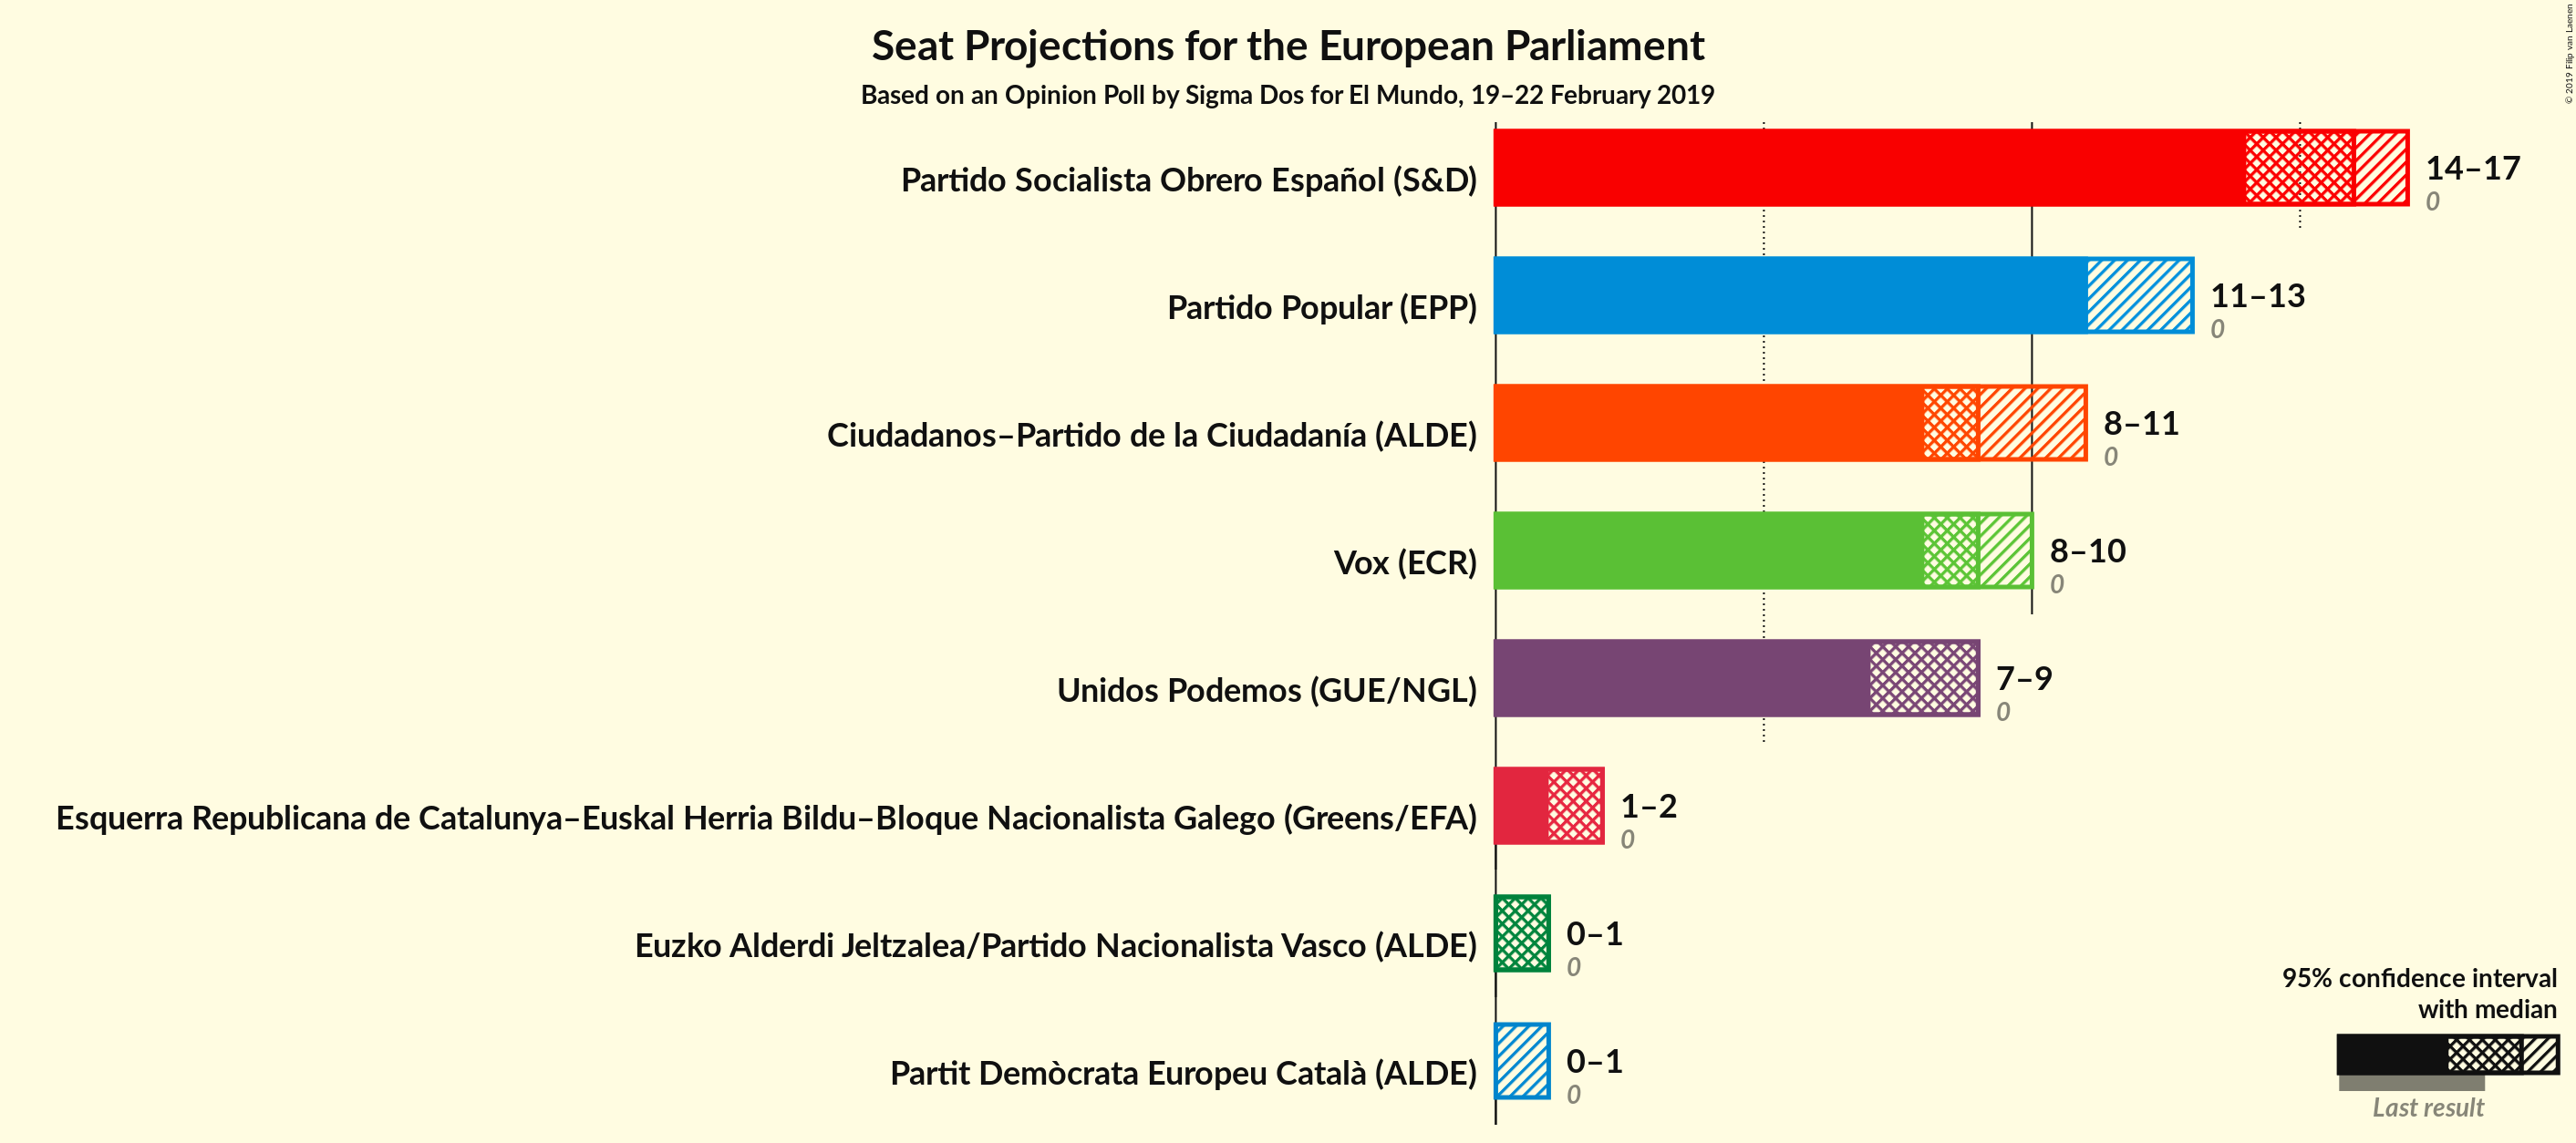 Seat Projections for the European Parliament
Based on an Opinion Poll by Sigma Dos for El Mundo, 19–22 February 2019
© 2019 Filip van Laenen
Partido Socialista Obrero Español (S&D)
14–17
0
Partido Popular (EPP)
11–13
0
Ciudadanos–Partido de la Ciudadanía (ALDE)
8–11
0
Vox (ECR)
8–10
0
Unidos Podemos (GUE/NGL)
7–9
0
Esquerra Republicana de Catalunya–Euskal Herria Bildu–Bloque Nacionalista Galego (Greens/EFA)
1–2
0
Euzko Alderdi Jeltzalea/Partido Nacionalista Vasco (ALDE)
0–1
0
Partit Demòcrata Europeu Català (ALDE)
0–1
0
95% confidence interval
with median
Last result